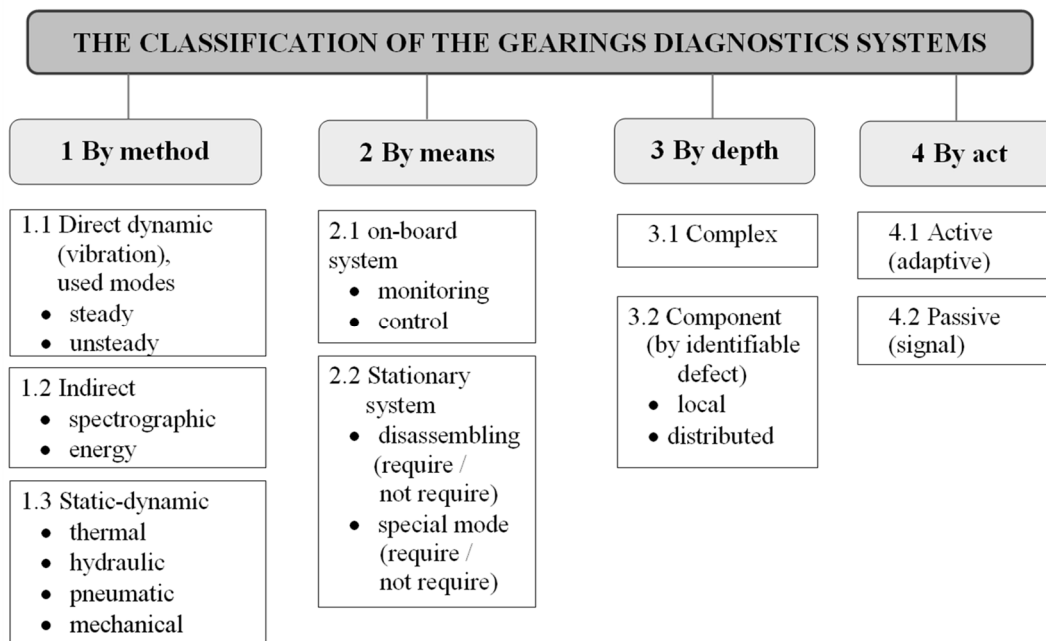 THE CLASSIFICATION OF THE GEARINGS DIAGNOSTICS SYSTEMS
1 By method
1.1 Direct dynamic
(vibration),
used modes
• steady
• unsteady
1.2 Indirect
• spectrographic
• energy
1.3 Static-dynamic
• thermal
• hydraulic
• pneumatic
• mechanical
2 By means
2.1 on-board
system
• monitoring
• control
2.2 Stationary
system
• disassembling
(require /
not require)
• special mode
(require /
not require)
3 By depth
3.1 Complex
3.2 Component
(by identifiable
defect)
• local
• distributed
4 By act
4.1 Active
(adaptive)
4.2 Passive
(signal)